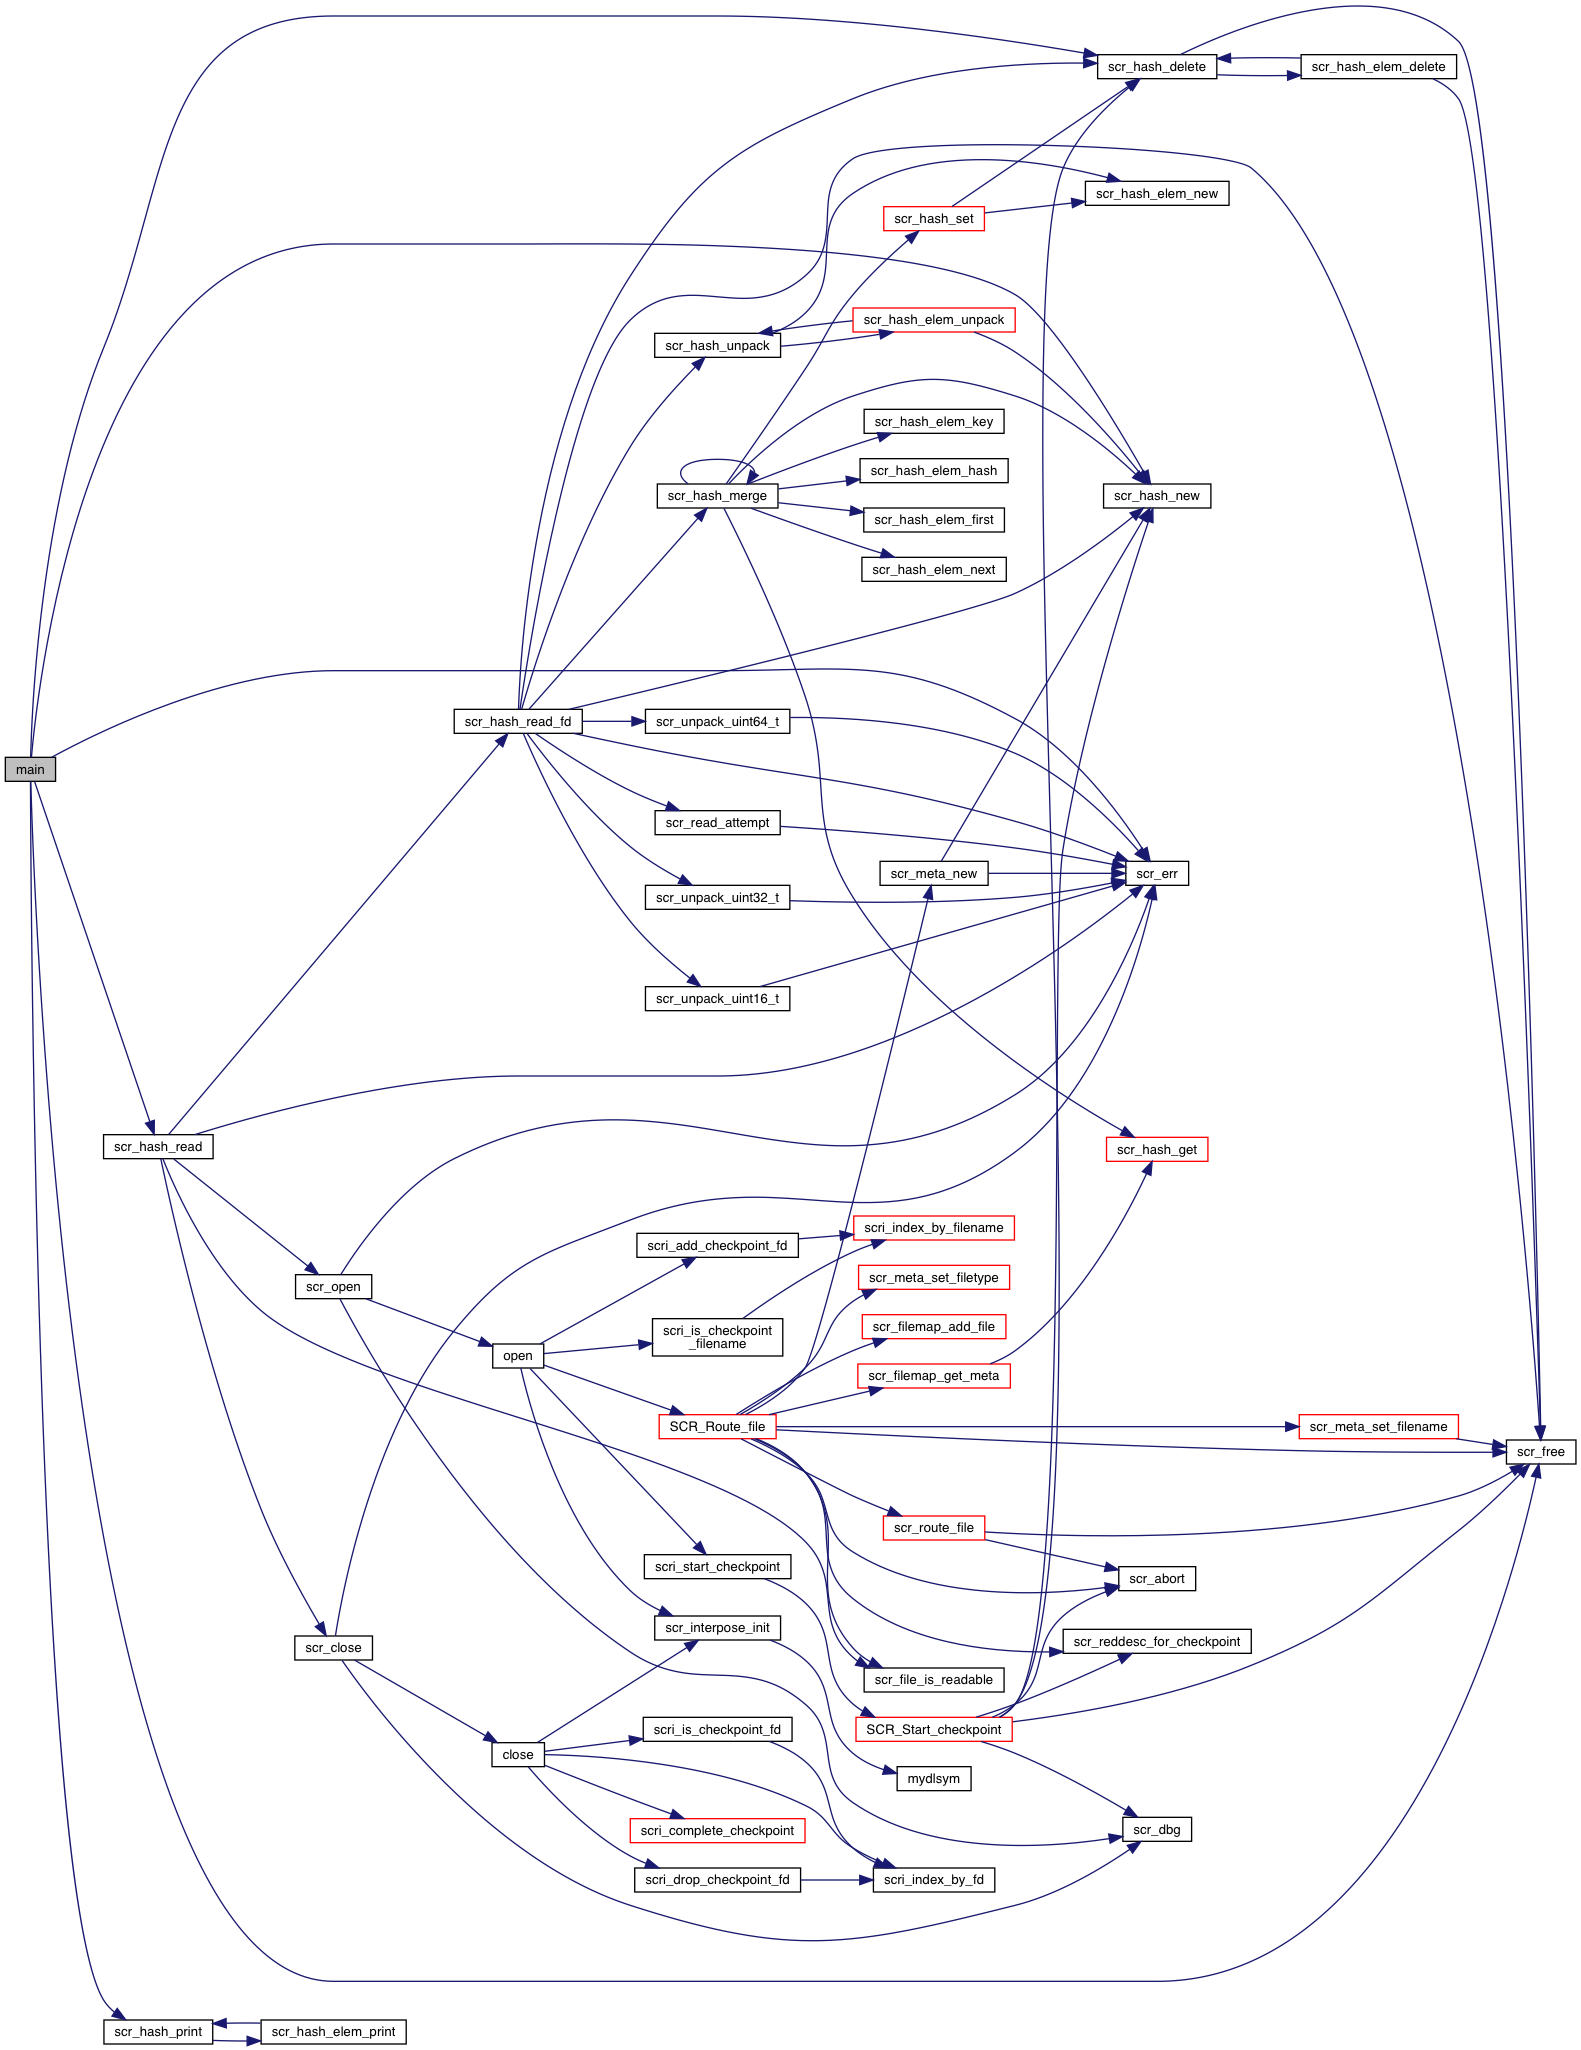 scr_hash_delete
scr_hash_elem_delete
scr_hash_elem_new
scr_hash_set
scr_hash_elem_unpack
scr_hash_unpack
scr_hash_elem_key
scr_hash_elem_hash
scr_hash_merge
scr_hash_new
scr_hash_elem_first
scr_hash_elem_next
scr_hash_read_fd
scr_unpack_uint64_t
main
scr_read_attempt
scr_meta_new
scr_err
scr_unpack_uint32_t
scr_unpack_uint16_t
scr_hash_read
scr_hash_get
scri_index_by_filename
scri_add_checkpoint_fd
scr_meta_set_filetype
scr_open
scr_filemap_add_file
scri_is_checkpoint
_filename
open
scr_filemap_get_meta
SCR_Route_file
scr_meta_set_filename
scr_free
scr_route_file
scri_start_checkpoint
scr_abort
scr_interpose_init
scr_reddesc_for_checkpoint
scr_close
scr_file_is_readable
scri_is_checkpoint_fd
SCR_Start_checkpoint
close
mydlsym
scri_complete_checkpoint
scr_dbg
scri_drop_checkpoint_fd
scri_index_by_fd
scr_hash_print
scr_hash_elem_print